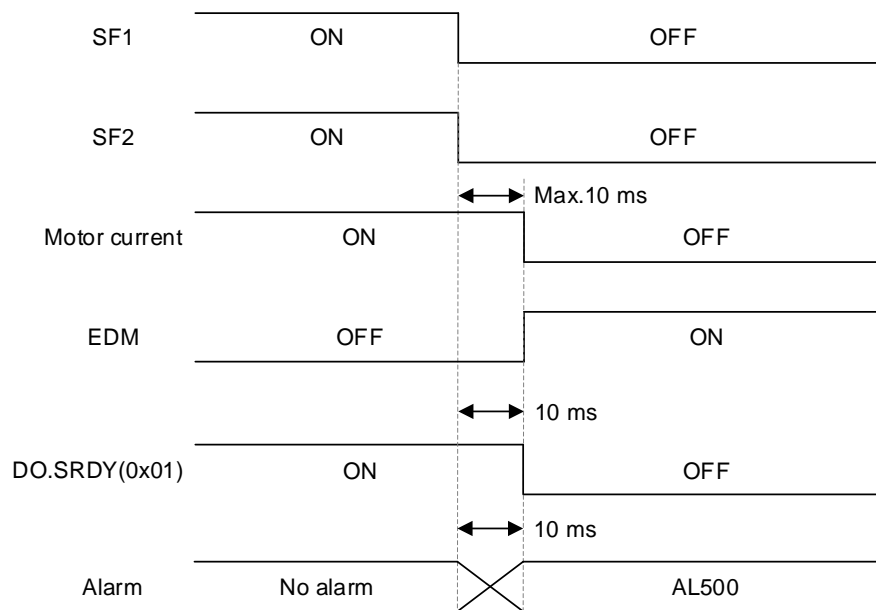 SF1 ON OFF
SF2 ON OFF
Max.10 ms
Motor current ON OFF
EDM OFF ON
10 ms
DO.SRDY(0x01) ON OFF
10 ms
Alarm No alarm AL500